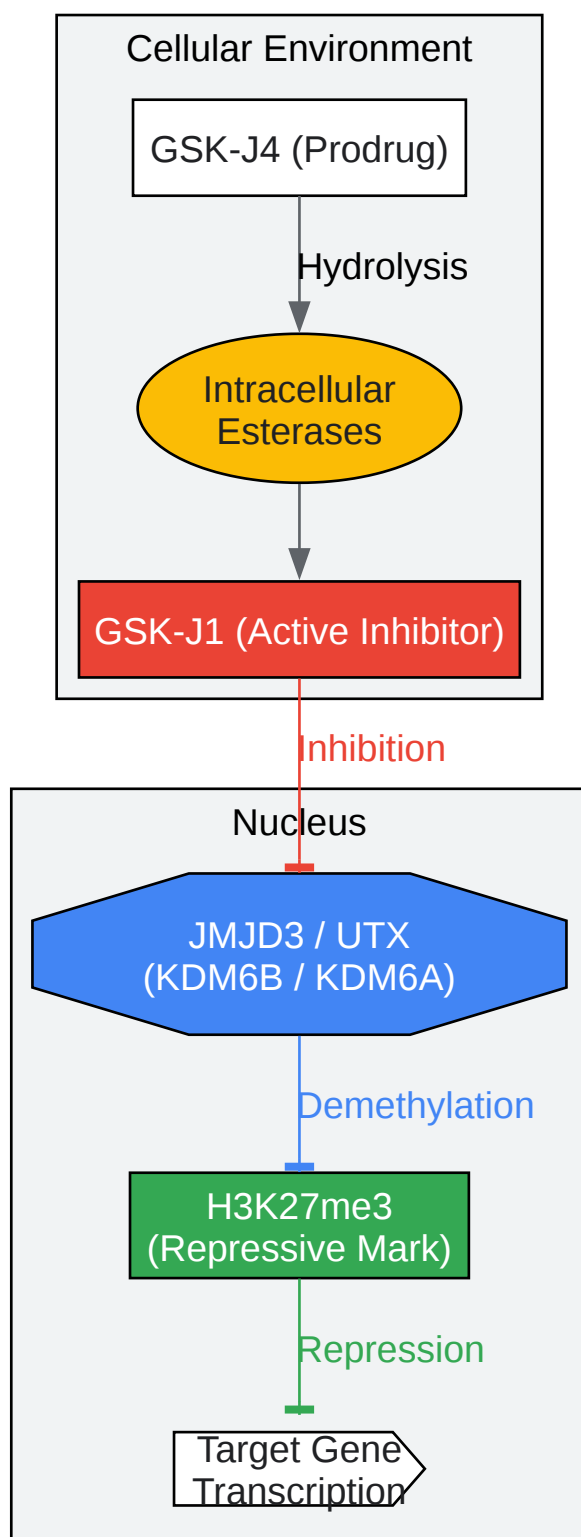 Cellular Environment
GSK-J4 (Prodrug)
Hydrolysis
Intracellular
Esterases
GSK-J1 (Active Inhibitor)
Inhibition
Nucleus
JMJD3 / UTX
(KDM6B / KDM6A)
Demethylation
H3K27me3
(Repressive Mark)
Repression
Target Gene
Transcription